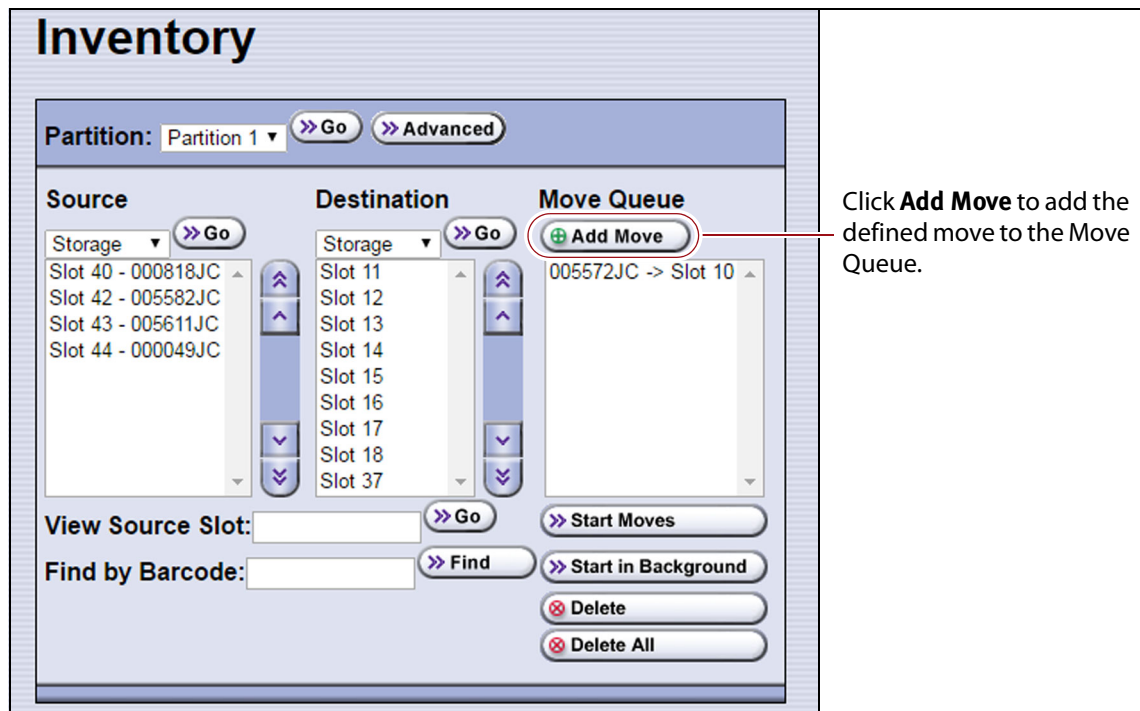 Inventory
Partition: Partition 1 Go Advanced
Source
Storage Go
Slot 40 - 000818JC
Slot 42 - 005582JC
Slot 43 - 005611JC
Slot 44 - 000049JC
Destination
Storage Go
Slot 11
Slot 12
Slot 13
Slot 14
Slot 15
Slot 16
Slot 17
Slot 18
Slot 37
Move Queue
Add Move
005572JC -> Slot 10
View Source Slot: Go
Find by Barcode: Find
Start Moves
Start in Background
Delete
Delete All
Click Add Move to add the
defined move to the Move
Queue.